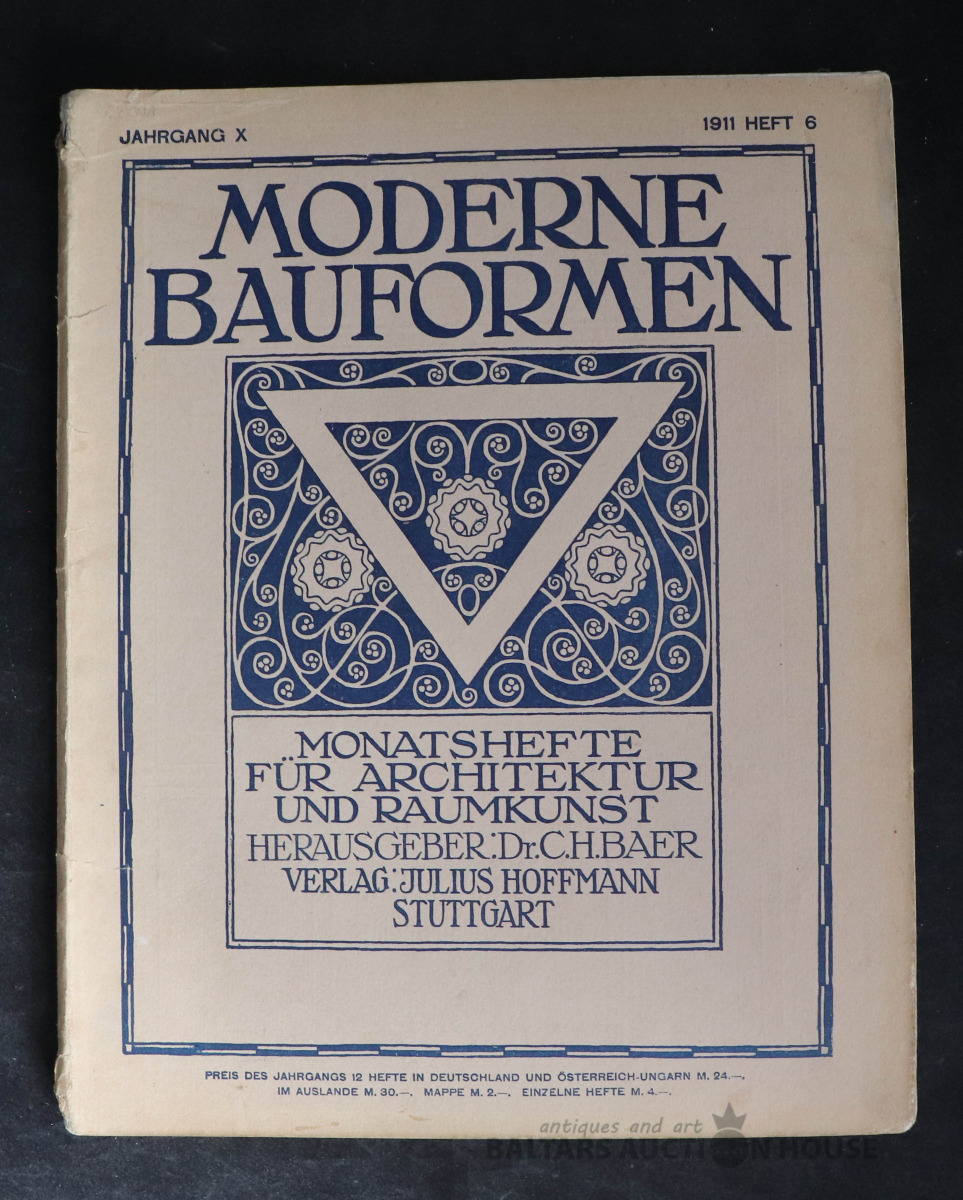 JAHRGANG X
1911 HEFT 6
MODERNE
BAUFORMEN
MONATSHEFTE
FÜR ARCHITEKTUR
UND RAUMKUNST
HERAUSGEBER: Dr. C.H. BAER
VERLAG: JULIUS HOFFMANN
STUTTGART
PREIS DES JAHRGANGS 12 HEFTE IN DEUTSCHLAND UND ÖSTERREICH-UNGARN M. 24.—.
IM AUSLANDE M. 30.—. MAPPE M. 2.—. EINZELNE HEFTE M. 4.—.
antiques and art
BALTARS AUCTION HOUSE